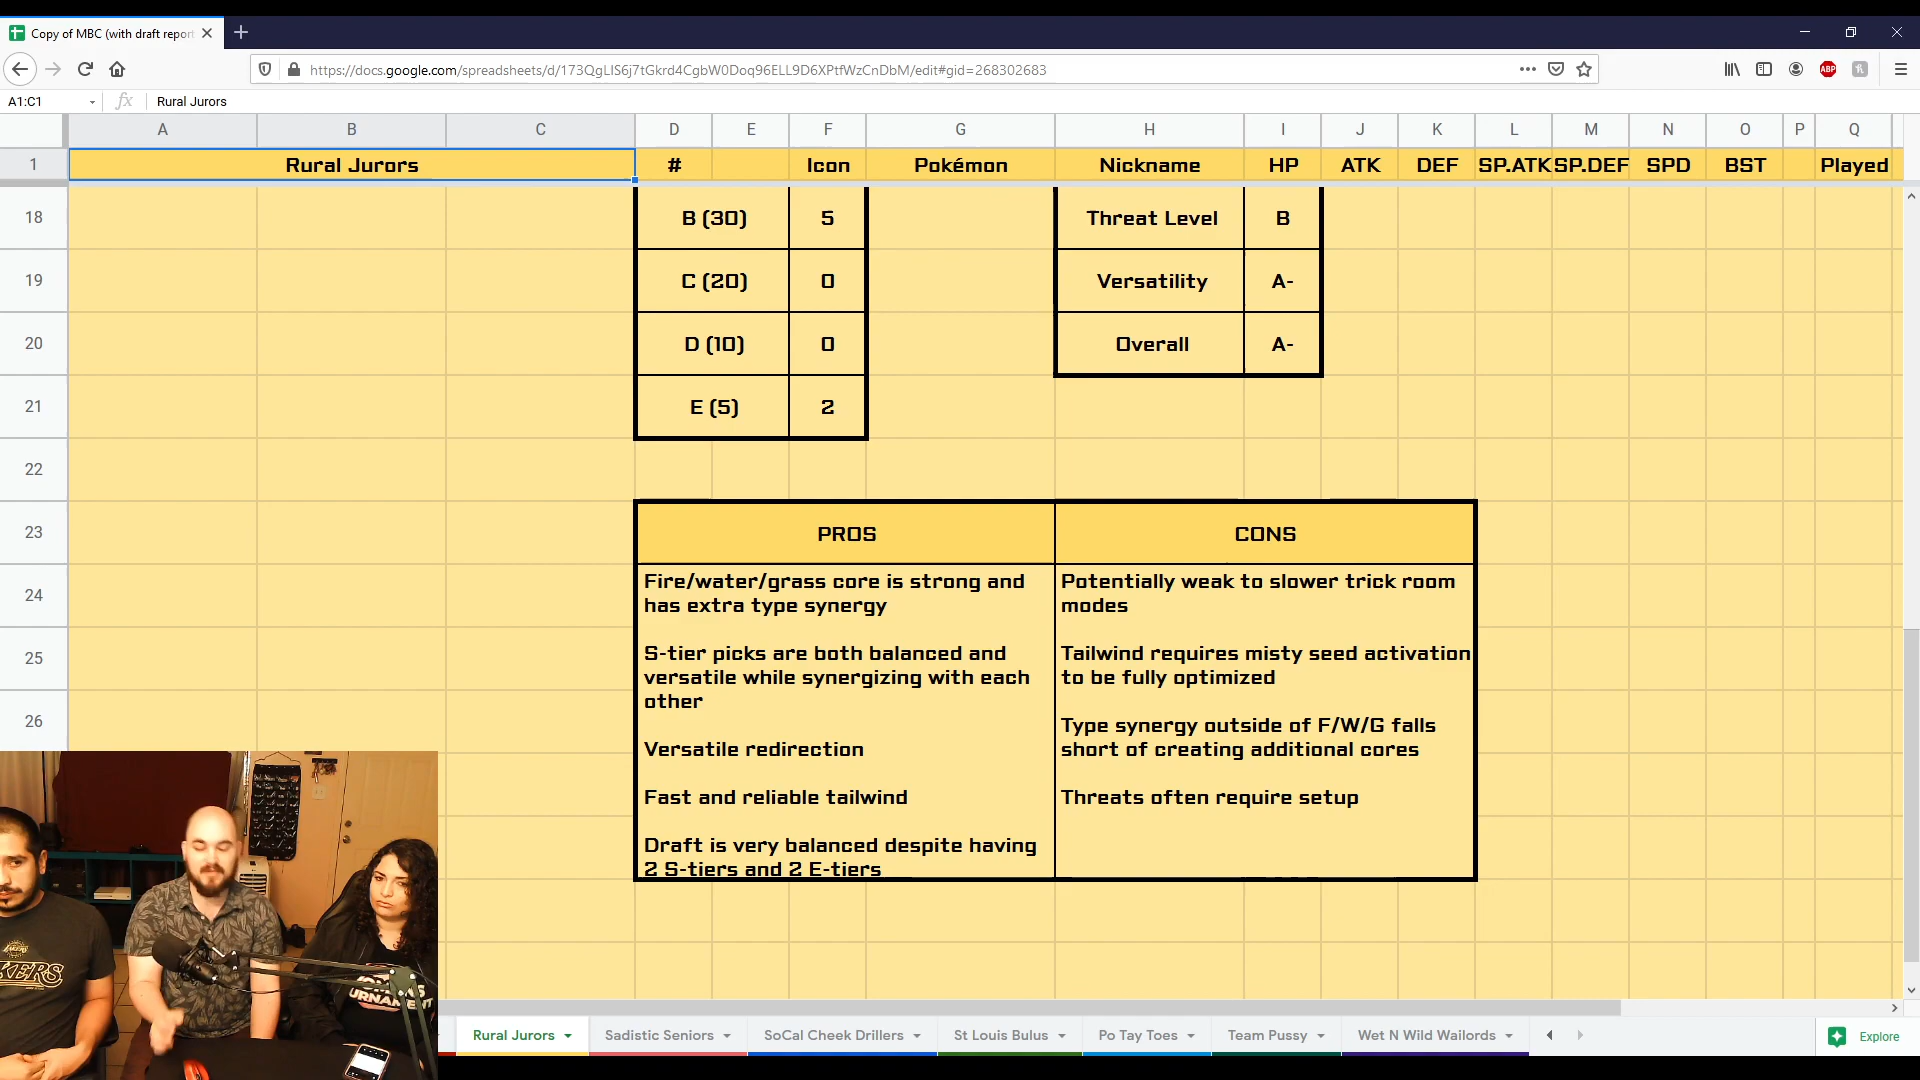 Copy of MBC (with draft report
https://docs.google.com/spreadsheets/d/173QgLIS6j7tGkrd4CgbW0Doq96ELL9D6XPtfWzCnDbM/edit#gid=268302683
ABP
A1:C1
fx
Rural Jurors
A B C D E F G H I J K L M N O P Q
1 Rural Jurors # Icon Pokémon Nickname HP ATK DEF SP.ATK SP.DEF SPD BST Played
18 B (30) 5 Threat Level B
19 C (20) 0 Versatility A-
20 D (10) 0 Overall A-
21 E (5) 2
22
23 PROS CONS
24
25
26
Fire/water/grass core is strong and
has extra type synergy
S-tier picks are both balanced and
versatile while synergizing with each
other
Versatile redirection
Fast and reliable tailwind
Draft is very balanced despite having
2 S-tiers and 2 E-tiers
Potentially weak to slower trick room
modes
Tailwind requires misty seed activation
to be fully optimized
Type synergy outside of F/W/G falls
short of creating additional cores
Threats often require setup
Rural Jurors Sadistic Seniors SoCal Cheek Drillers St Louis Bulus Po Tay Toes Team Pussy Wet N Wild Wailords Explore